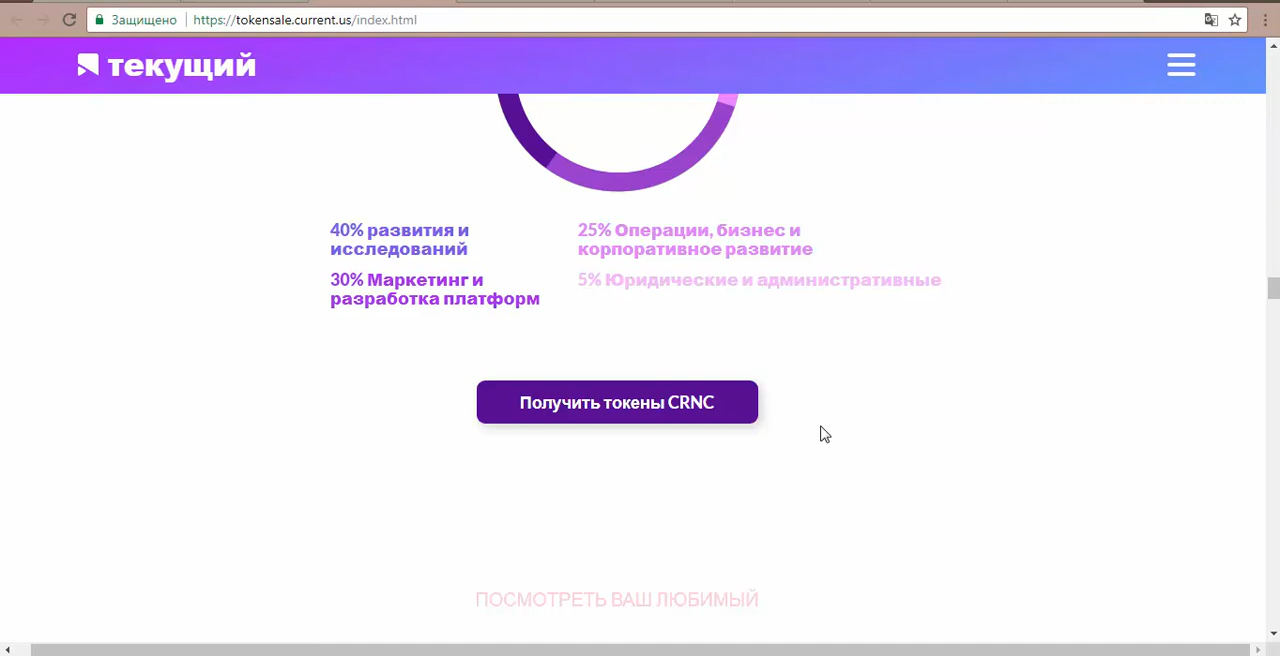 Защищено https://tokensale.current.us/index.html
текущий
40% развития и
исследований
25% Операции, бизнес и
корпоративное развитие
30% Маркетинг и
разработка платформ
5% Юридические и административные
Получить токены CRNC
ПОСМОТРЕТЬ ВАШ ЛЮБИМЫЙ